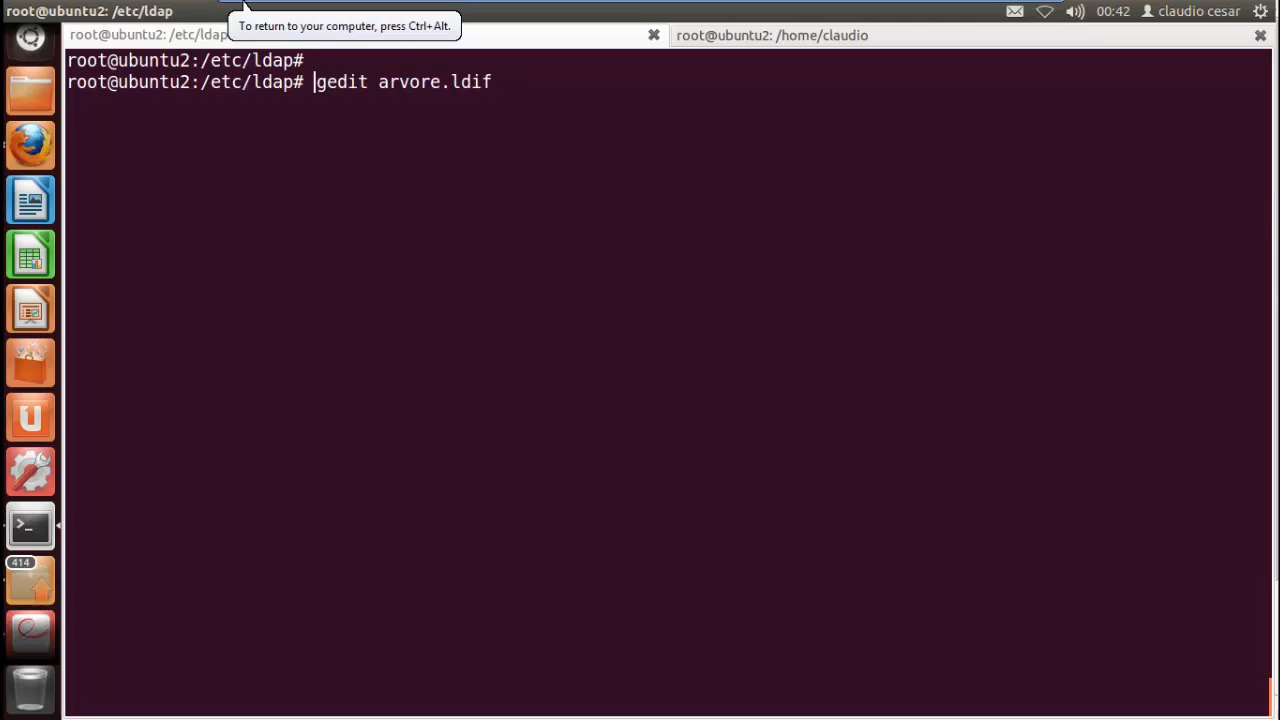 root@ubuntu2: /etc/ldap
claudio cesar
00:42
To return to your computer, press Ctrl+Alt.
root@ubuntu2: /etc/ldap
root@ubuntu2: /home/claudio
root@ubuntu2:/etc/ldap#
root@ubuntu2:/etc/ldap# gedit arvore.ldif
>_
414